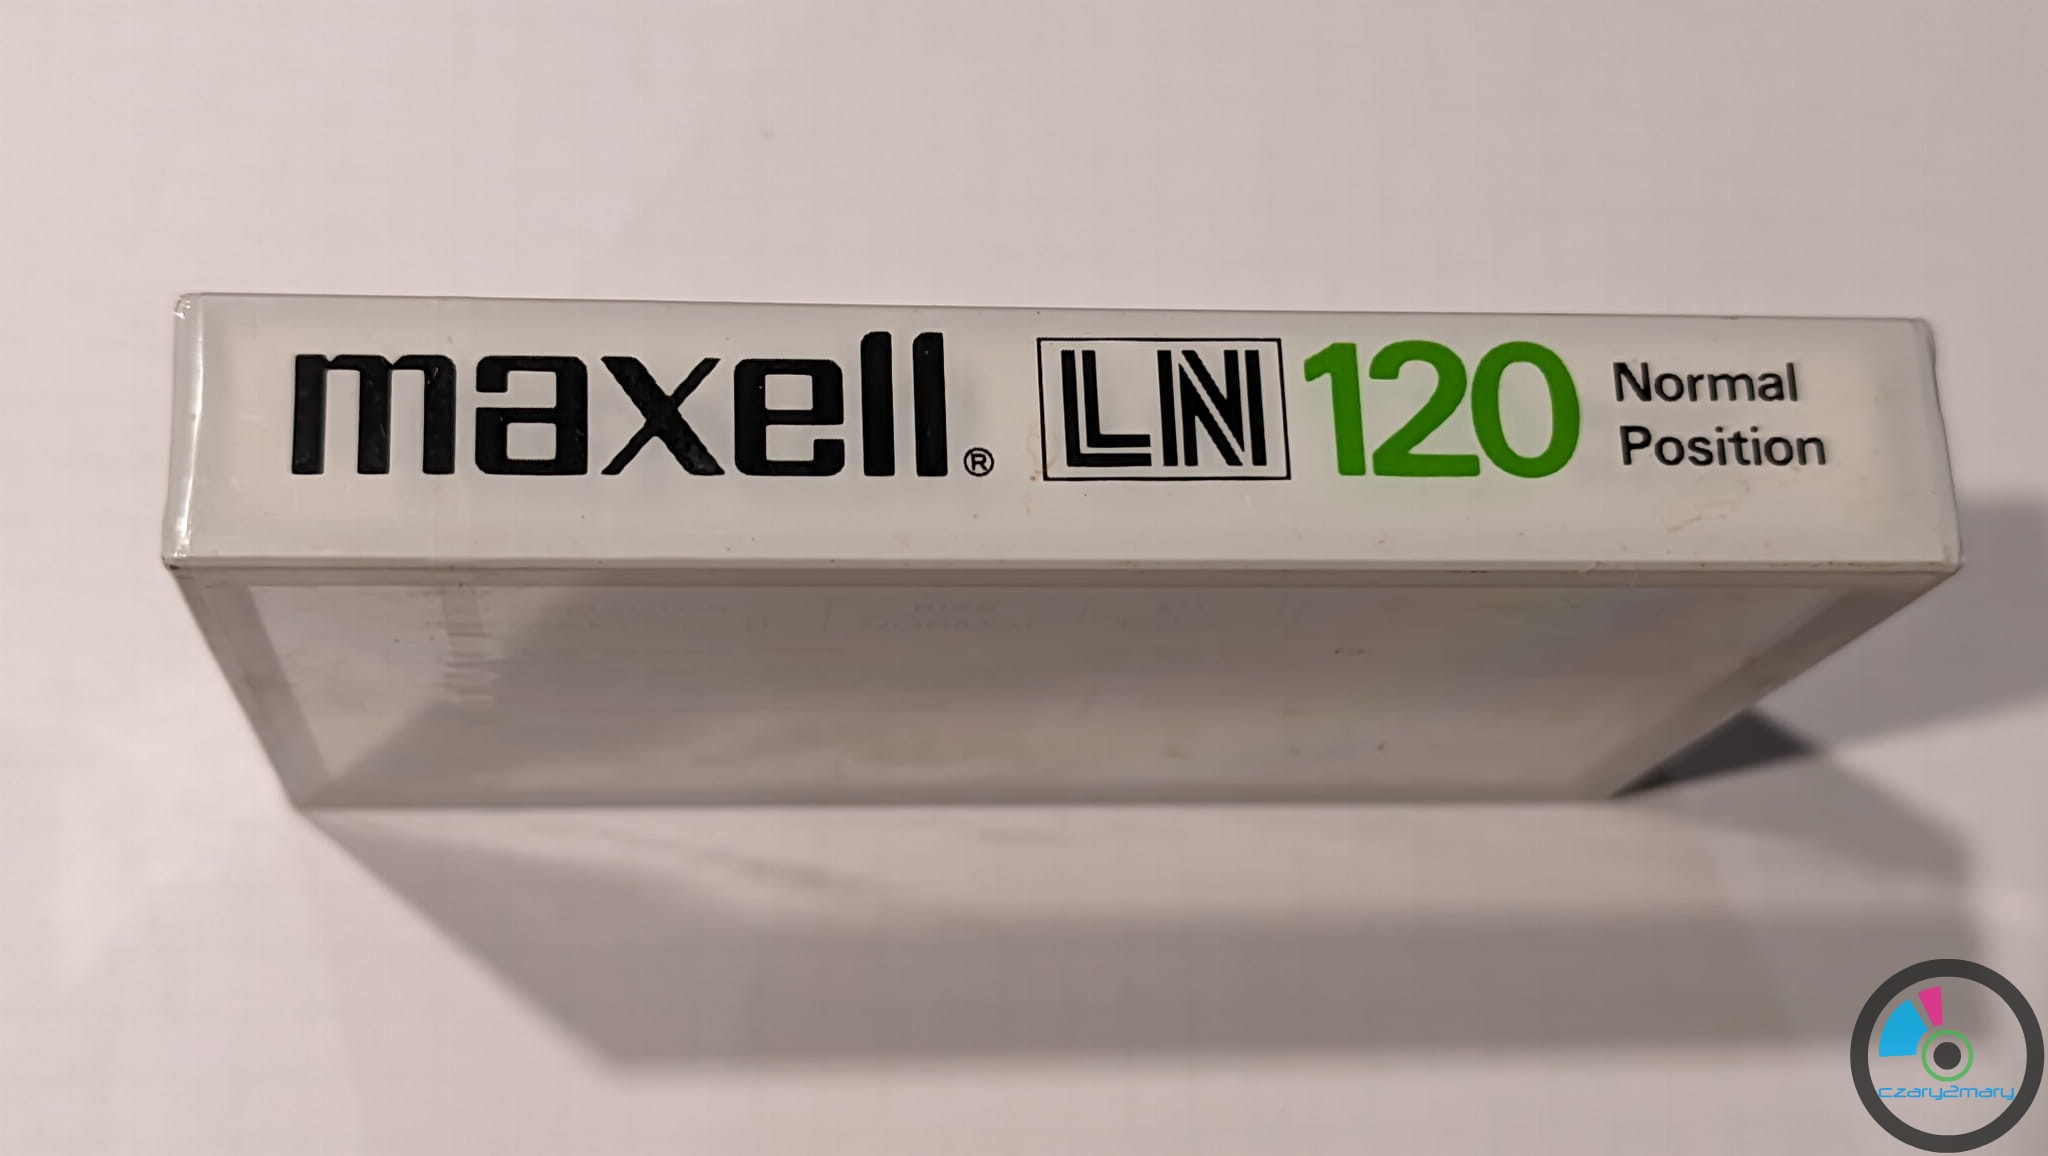 maxell® LN 120 Normal
Position
czary2mary